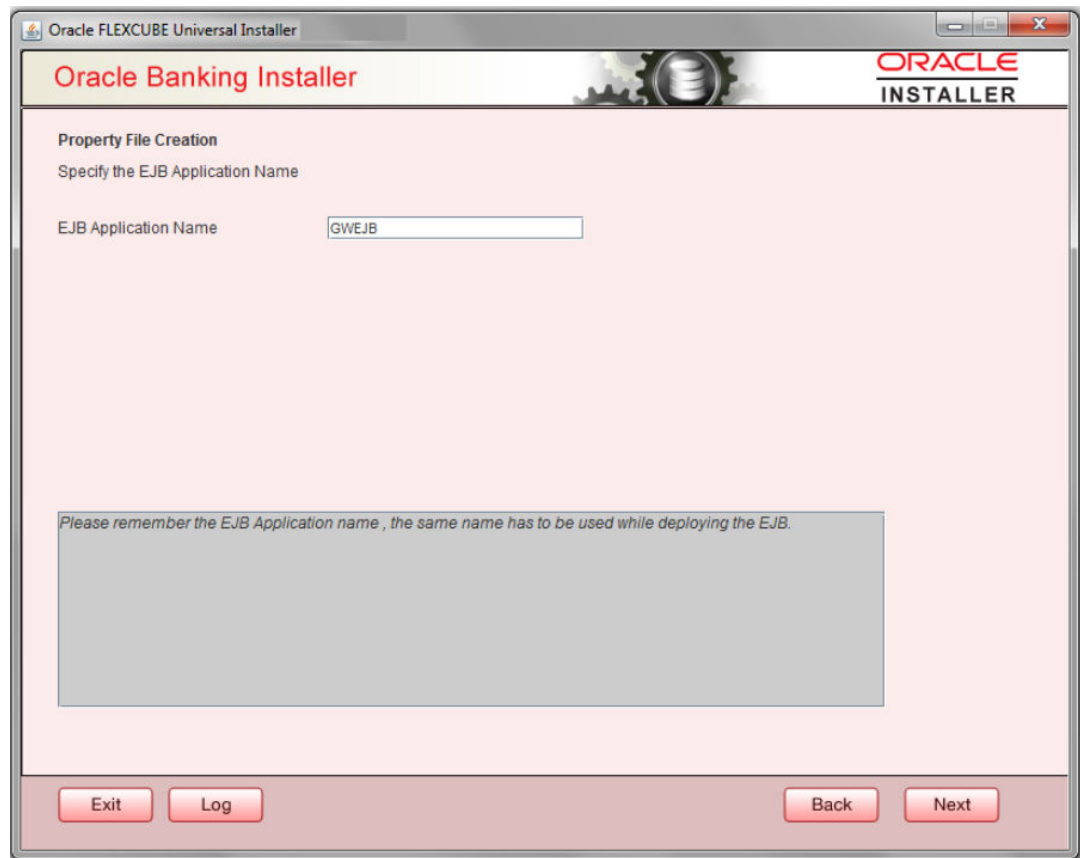 Oracle FLEXCUBE Universal Installer
Oracle Banking Installer
ORACLE
INSTALLER
Property File Creation
Specify the EJB Application Name
EJB Application Name GWEJB
Please remember the EJB Application name , the same name has to be used while deploying the EJB.
Exit Log Back Next